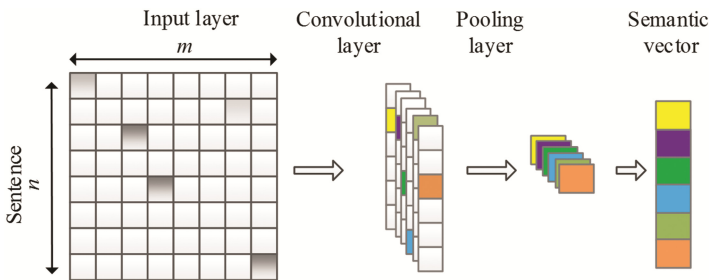 Input layer
m
Convolutional
layer
Pooling
layer
Semantic
vector
Sentence
n